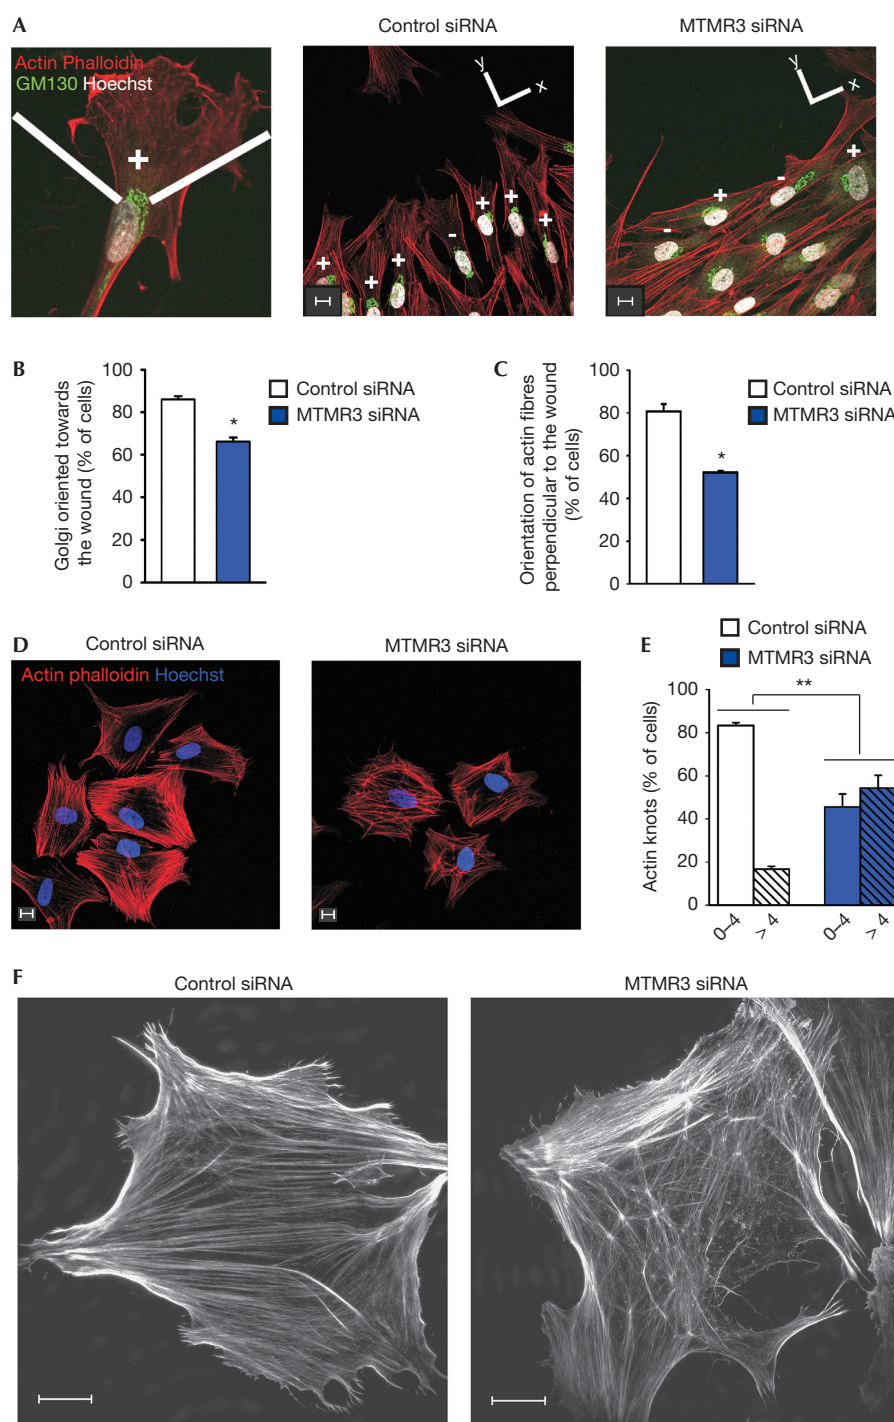 A
Control siRNA
MTMR3 siRNA
Actin Phalloidin
GM130 Hoechst
+
y
x
+
+
+
-
+
+
+
y
x
-
+
+
-
B
Golgi oriented towards
the wound (% of cells)
100
80
60
40
20
0
*
Control siRNA
MTMR3 siRNA
C
Orientation of actin fibres
perpendicular to the wound
(% of cells)
100
80
60
40
20
0
*
Control siRNA
MTMR3 siRNA
D
Control siRNA
MTMR3 siRNA
Actin phalloidin Hoechst
E
Control siRNA
MTMR3 siRNA
Actin knots (% of cells)
100
80
60
40
20
0
**
0–4
> 4
0–4
> 4
F
Control siRNA
MTMR3 siRNA